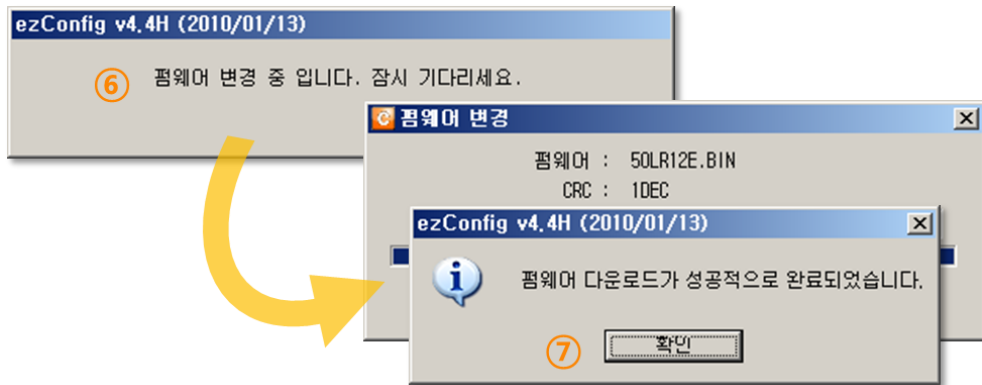 ezConfig v4.4H (2010/01/13)
⑥ 펌웨어 변경 중 입니다. 잠시 기다리세요.
펌웨어 변경
펌웨어 : 50LR12E.BIN
CRC : 1DEC
ezConfig v4.4H (2010/01/13)
펌웨어 다운로드가 성공적으로 완료되었습니다.
⑦ 확인